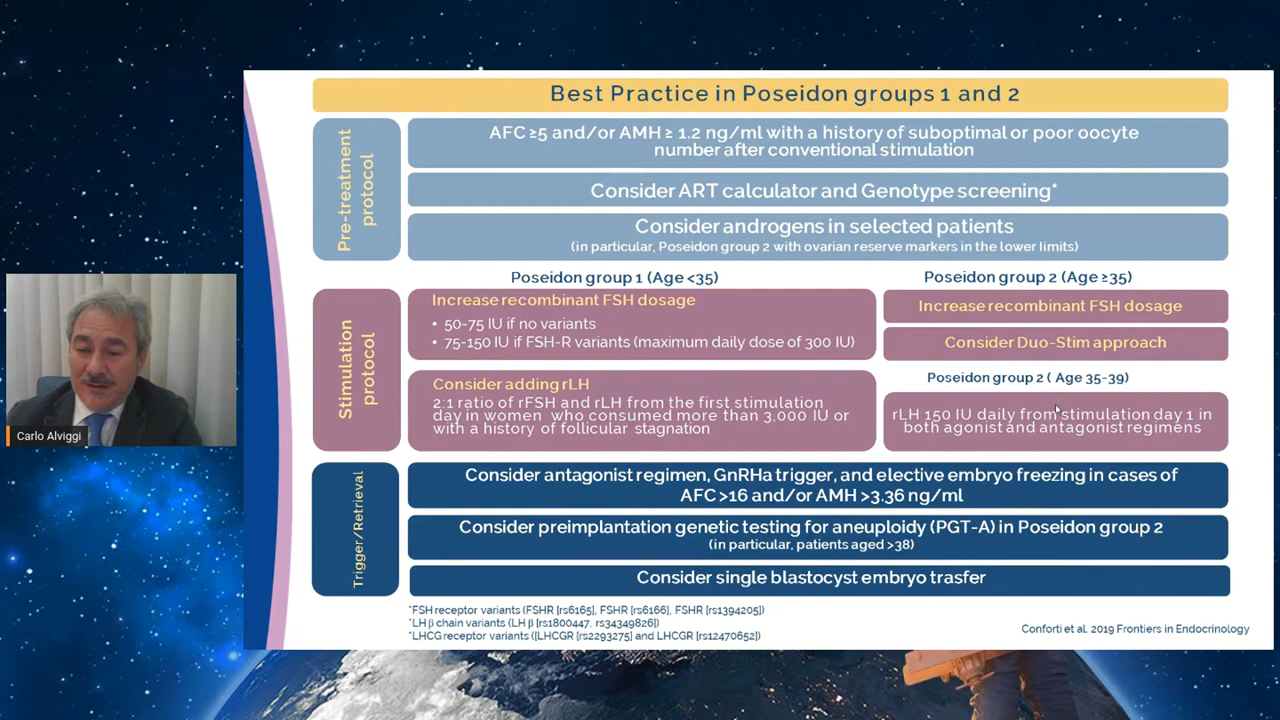 Best Practice in Poseidon groups 1 and 2
Pre-treatment
protocol
AFC ≥5 and/or AMH ≥ 1.2 ng/ml with a history of suboptimal or poor oocyte
number after conventional stimulation
Consider ART calculator and Genotype screening*
Consider androgens in selected patients
(in particular, Poseidon group 2 with ovarian reserve markers in the lower limits)
Poseidon group 1 (Age <35)
Poseidon group 2 (Age ≥35)
Stimulation
protocol
Increase recombinant FSH dosage
• 50-75 IU if no variants
• 75-150 IU if FSH-R variants (maximum daily dose of 300 IU)
Increase recombinant FSH dosage
Consider Duo-Stim approach
Consider adding rLH
2:1 ratio of rFSH and rLH from the first stimulation
day in women who consumed more than 3,000 IU or
with a history of follicular stagnation
Poseidon group 2 ( Age 35-39)
rLH 150 IU daily from stimulation day 1 in
both agonist and antagonist regimens
Trigger/Retrieval
Consider antagonist regimen, GnRHa trigger, and elective embryo freezing in cases of
AFC >16 and/or AMH >3.36 ng/ml
Consider preimplantation genetic testing for aneuploidy (PGT-A) in Poseidon group 2
(in particular, patients aged >38)
Consider single blastocyst embryo trasfer
*FSH receptor variants (FSHR [rs6165], FSHR [rs6166], FSHR [rs1394205])
*LH β chain variants (LH β [rs1800447, rs34349826])
*LHCG receptor variants ([LHCGR [rs2293275] and LHCGR [rs12470652])
Conforti et al. 2019 Frontiers in Endocrinology
Carlo Alviggi